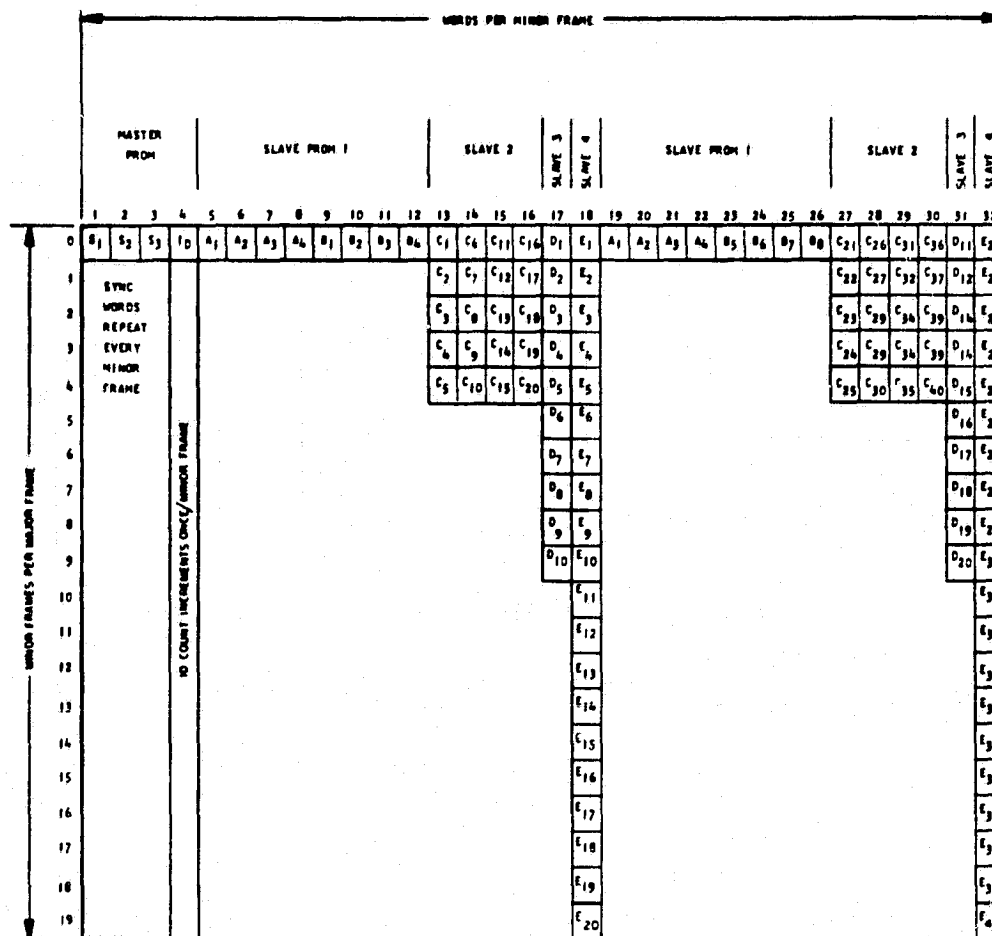 WORDS PER MINOR FRAME
MASTER PROM
SLAVE PROM 1
SLAVE 2
SLAVE 3
SLAVE 4
SLAVE PROM 1
SLAVE 2
SLAVE 3
SLAVE 4
1 2 3 4 5 6 7 8 9 10 11 12 13 14 15 16 17 18 19 20 21 22 23 24 25 26 27 28 29 30 31 32
0 S1 S2 S3 ID A1 A2 A3 A4 B1 B2 B3 B4 C1 C6 C11 C16 D1 E1 A1 A2 A3 A4 B5 B6 B7 B8 C21 C26 C31 C36 D11
1 C2 C7 C12 C17 D2 E2 C22 C27 C32 C37 D12
2 C3 C8 C13 C18 D3 E3 C23 C29 C34 C39 D14
3 C4 C9 C14 C19 D4 E4 C24 C29 C34 C39 D14
4 C5 C10 C15 C20 D5 E5 C25 C30 C35 C40 D15
5 D6 E6 D16
6 D7 E7 D17
7 D8 E8 D18
8 D9 E9 D19
9 D10 E10 D20
10 E11
11 E12
12 E13
13 E14
14 E15
15 E16
16 E17
17 E18
18 E19
19 E20
SYNC
WORDS
REPEAT
EVERY
MINOR
FRAME
ID COUNT INCREMENTS ONCE/MINOR FRAME
MINOR FRAMES PER MAJOR FRAME